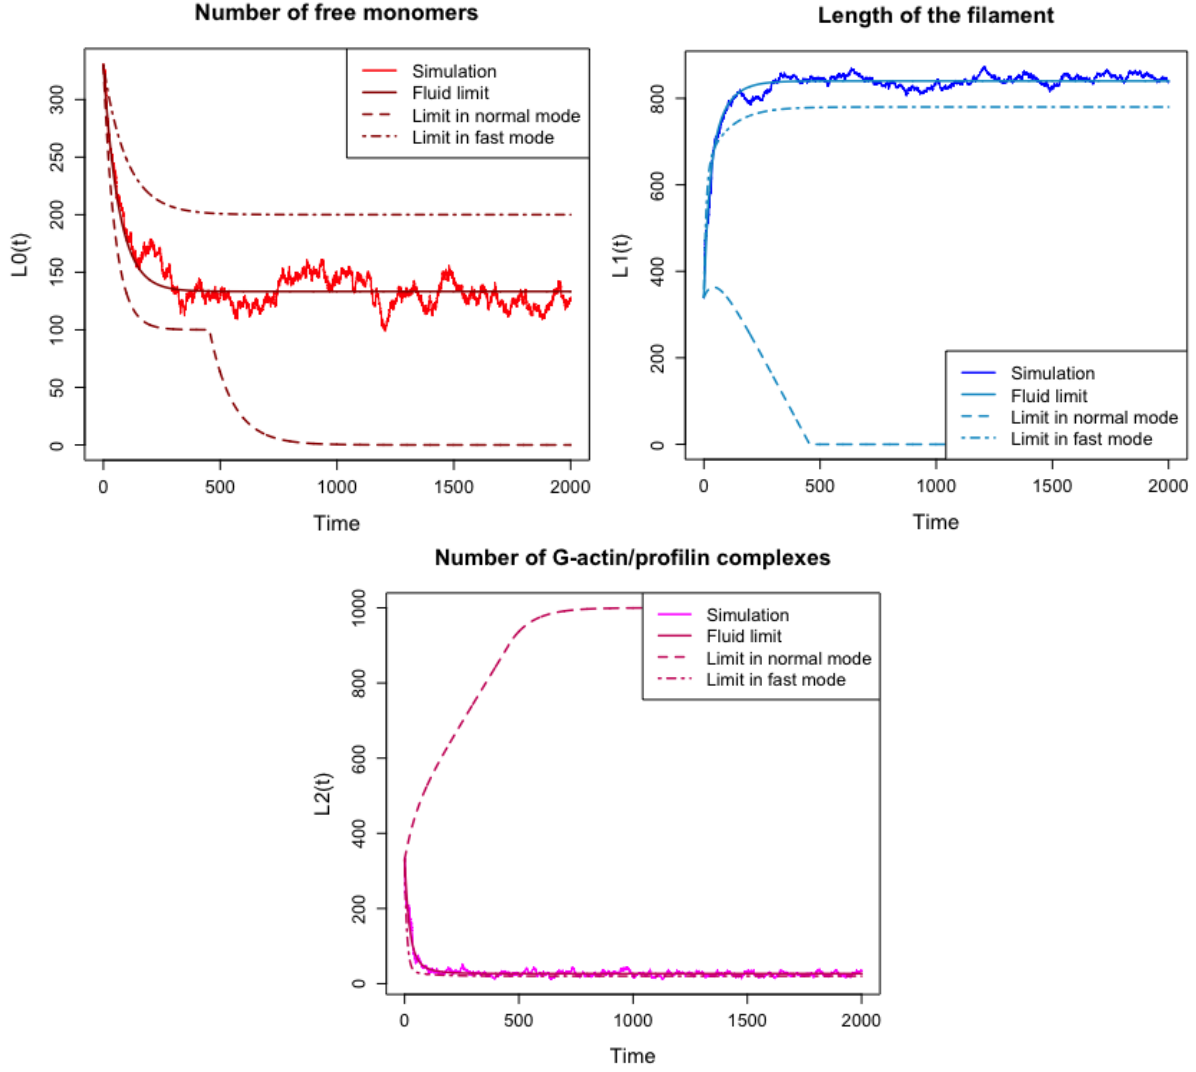 Number of free monomers
Simulation
Fluid limit
Limit in normal mode
Limit in fast mode
L0(t)
300
250
200
150
100
50
0
0 500 1000 1500 2000
Time
Length of the filament
L1(t)
800
600
400
200
0
Simulation
Fluid limit
Limit in normal mode
Limit in fast mode
0 500 1000 1500 2000
Time
Number of G-actin/profilin complexes
Simulation
Fluid limit
Limit in normal mode
Limit in fast mode
L2(t)
1000
800
600
400
200
0
0 500 1000 1500 2000
Time